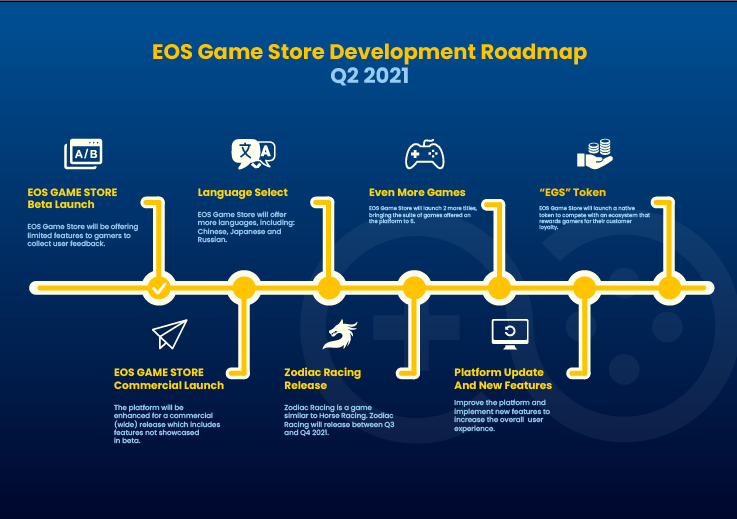 EOS Game Store Development Roadmap
Q2 2021
A/B
文 A
EOS GAME STORE
Beta Launch
EOS Game Store will be offering
limited features to gamers to
collect user feedback.
Language Select
EOS Game Store will offer
more languages, including:
Chinese, Japanese and
Russian.
Even More Games
EOS Game Store will launch 2 more titles,
bringing the suite of games offered on
the platform to 6.
“EGS” Token
EOS Game Store will launch a native
token to compete with an ecosystem that
rewards gamers for their customer
loyalty.
EOS GAME STORE
Commercial Launch
The platform will be
enhanced for a commercial
(wide) release which includes
features not showcased
in beta.
Zodiac Racing
Release
Zodiac Racing is a game
similar to Horse Racing. Zodiac
Racing will release between Q3
and Q4 2021.
Platform Update
And New Features
Improve the platform and
implement new features to
increase the overall user
experience.